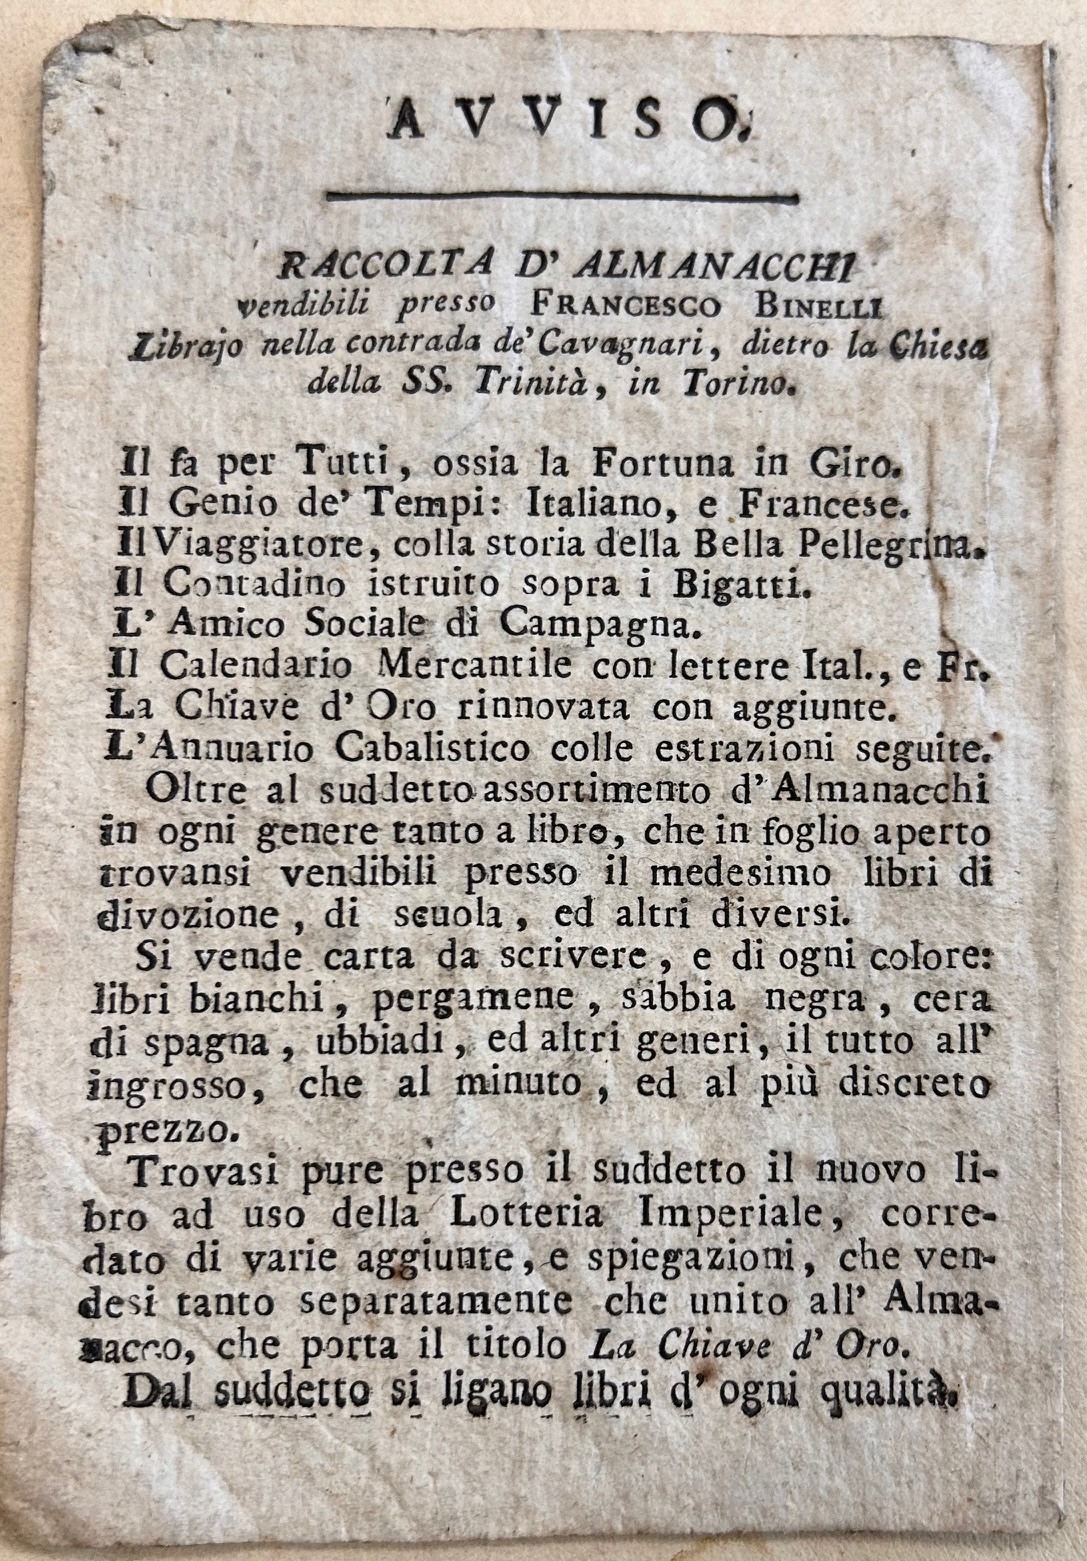 AVVISO.
RACCOLTA D' ALMANACCHI
vendibili presso FRANCESCO BINELLI
Librajo nella contrada de' Cavagnari, dietro la Chiesa
della SS. Trinità, in Torino.
Il fa per Tutti, ossia la Fortuna in Giro.
Il Genio de' Tempi: Italiano, e Francese.
Il Viaggiatore, colla storia della Bella Pellegrina.
Il Contadino istruito sopra i Bigatti.
L' Amico Sociale di Campagna.
Il Calendario Mercantile con lettere Ital., e Fr.
La Chiave d' Oro rinnovata con aggiunte.
L'Annuario Cabalistico colle estrazioni seguite.
Oltre al suddetto assortimento d'Almanacchi
in ogni genere tanto a libro, che in foglio aperto
trovansi vendibili presso il medesimo libri di
divozione, di scuola, ed altri diversi.
Si vende carta da scrivere, e di ogni colore:
libri bianchi, pergamene, sabbia negra, cera
di spagna, ubbiadi, ed altri generi, il tutto all'
ingrosso, che al minuto, ed al più discreto
prezzo.
Trovasi pure presso il suddetto il nuovo li-
bro ad uso della Lotteria Imperiale, corre-
dato di varie aggiunte, e spiegazioni, che ven-
desi tanto separatamente che unito all' Alma-
nacco, che porta il titolo La Chiave d' Oro.
Dal suddetto si ligano libri d' ogni qualità.